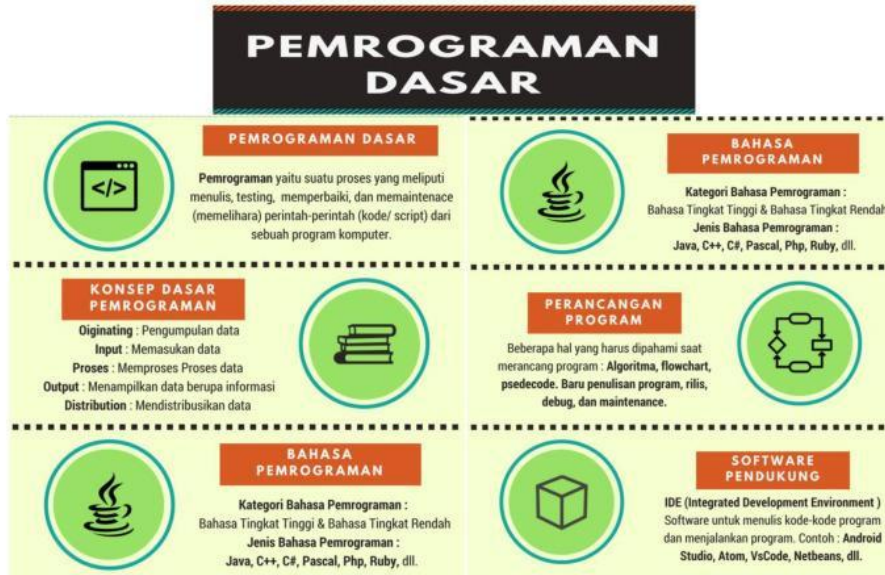 PEMROGRAMAN
DASAR
PEMROGRAMAN DASAR
Pemrograman yaitu suatu proses yang meliputi
menulis, testing, memperbaiki, dan memaintenace
(memelihara) perintah-perintah (kode/ script) dari
sebuah program komputer.
KONSEP DASAR
PEMROGRAMAN
Oiginating : Pengumpulan data
Input : Memasukan data
Proses : Memproses Proses data
Output : Menampilkan data berupa informasi
Distribution : Mendistribusikan data
BAHASA
PEMROGRAMAN
Kategori Bahasa Pemrograman :
Bahasa Tingkat Tinggi & Bahasa Tingkat Rendah
Jenis Bahasa Pemrograman :
Java, C++, C#, Pascal, Php, Ruby, dll.
BAHASA
PEMROGRAMAN
Kategori Bahasa Pemrograman :
Bahasa Tingkat Tinggi & Bahasa Tingkat Rendah
Jenis Bahasa Pemrograman :
Java, C++, C#, Pascal, Php, Ruby, dll.
PERANCANGAN
PROGRAM
Beberapa hal yang harus dipahami saat
merancang program : Algoritma, flowchart,
psedecode. Baru penulisan program, rilis,
debug, dan maintenance.
SOFTWARE
PENDUKUNG
IDE (Integrated Development Environment )
Software untuk menulis kode-kode program
dan menjalankan program. Contoh : Android
Studio, Atom, VsCode, Netbeans, dll.